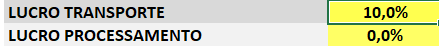 LUCRO TRANSPORTE 10,0%
LUCRO PROCESSAMENTO 0,0%